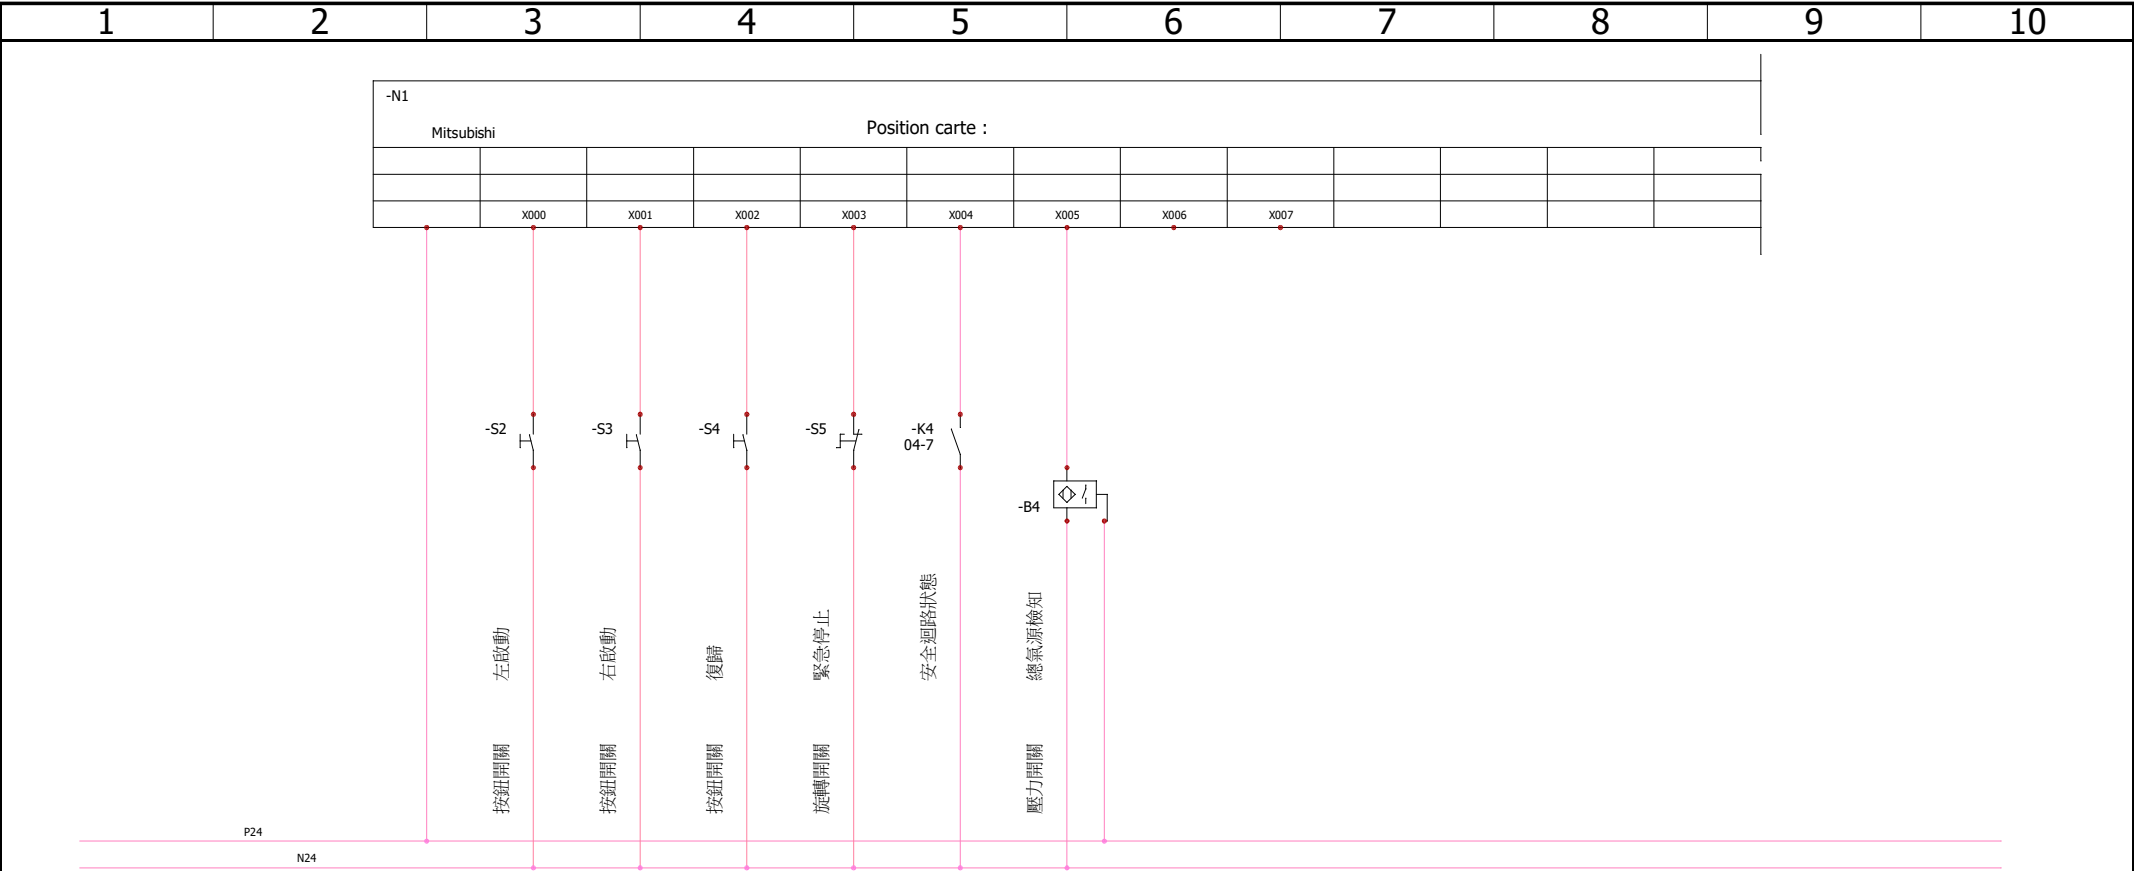 1 2 3 4 5 6 7 8 9 10
-N1
Mitsubishi
Position carte :
X000 X001 X002 X003 X004 X005 X006 X007
-S2 -S3 -S4 -S5 -K4
04-7
-B4
左啟動
右啟動
復歸
緊急停止
安全迴路狀態
總氣源檢知
按鈕開關
按鈕開關
按鈕開關
旋轉開關
壓力開關
P24
N24